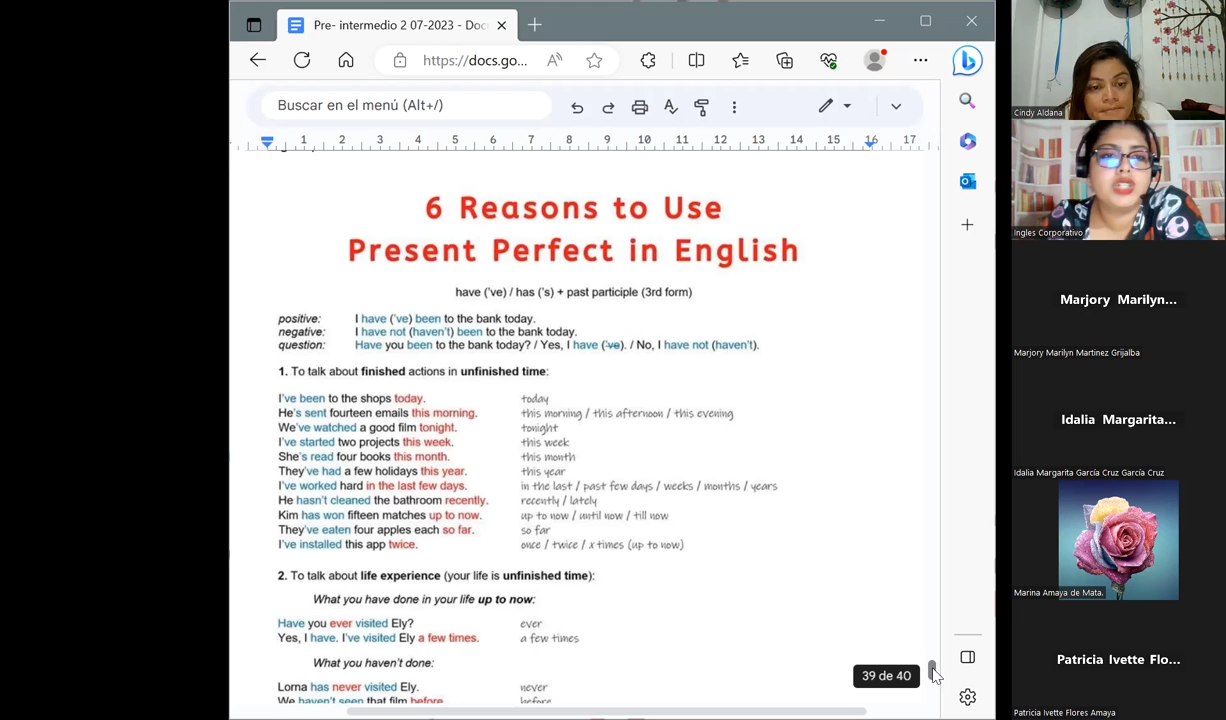 Pre- intermedio 2 07-2023 - Doc
https://docs.go...
Buscar en el menú (Alt+/)
1 2 3 4 5 6 7 8 9 10 11 12 13 14 15 16 17
6 Reasons to Use
Present Perfect in English
have ('ve) / has ('s) + past participle (3rd form)
positive: I have ('ve) been to the bank today.
negative: I have not (haven't) been to the bank today.
question: Have you been to the bank today? / Yes, I have ('ve). / No, I have not (haven't).
1. To talk about finished actions in unfinished time:
I've been to the shops today. today
He's sent fourteen emails this morning. this morning / this afternoon / this evening
We've watched a good film tonight. tonight
I've started two projects this week. this week
She's read four books this month. this month
They've had a few holidays this year. this year
I've worked hard in the last few days. in the last / past few days / weeks / months / years
He hasn't cleaned the bathroom recently. recently / lately
Kim has won fifteen matches up to now. up to now / until now / till now
They've eaten four apples each so far. so far
I've installed this app twice. once / twice / x times (up to now)
2. To talk about life experience (your life is unfinished time):
What you have done in your life up to now:
Have you ever visited Ely? ever
Yes, I have. I've visited Ely a few times. a few times
What you haven't done:
Lorna has never visited Ely. never
We haven't seen that film before. before
39 de 40
Cindy Aldana
Ingles Corporativo
Marjory Marilyn...
Marjory Marilyn Martinez Grijalba
Idalia Margarita...
Idalia Margarita García Cruz García Cruz
Marina Amaya de Mata.
Patricia Ivette Flo...
Patricia Ivette Flores Amaya